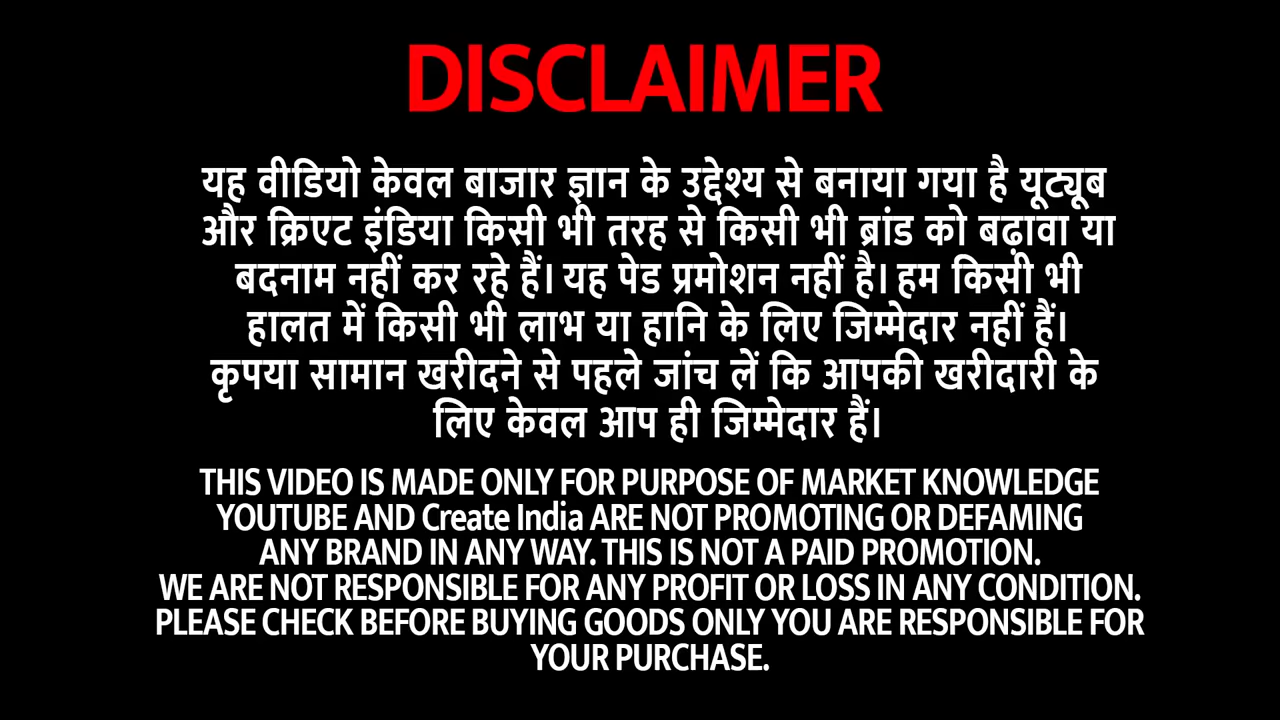 DISCLAIMER
यह वीडियो केवल बाजार ज्ञान के उद्देश्य से बनाया गया है यूट्यूब
और क्रिएट इंडिया किसी भी तरह से किसी भी ब्रांड को बढ़ावा या
बदनाम नहीं कर रहे हैं। यह पेड प्रमोशन नहीं है। हम किसी भी
हालत में किसी भी लाभ या हानि के लिए जिम्मेदार नहीं हैं।
कृपया सामान खरीदने से पहले जांच लें कि आपकी खरीदारी के
लिए केवल आप ही जिम्मेदार हैं।
THIS VIDEO IS MADE ONLY FOR PURPOSE OF MARKET KNOWLEDGE
YOUTUBE AND Create India ARE NOT PROMOTING OR DEFAMING
ANY BRAND IN ANY WAY. THIS IS NOT A PAID PROMOTION.
WE ARE NOT RESPONSIBLE FOR ANY PROFIT OR LOSS IN ANY CONDITION.
PLEASE CHECK BEFORE BUYING GOODS ONLY YOU ARE RESPONSIBLE FOR
YOUR PURCHASE.